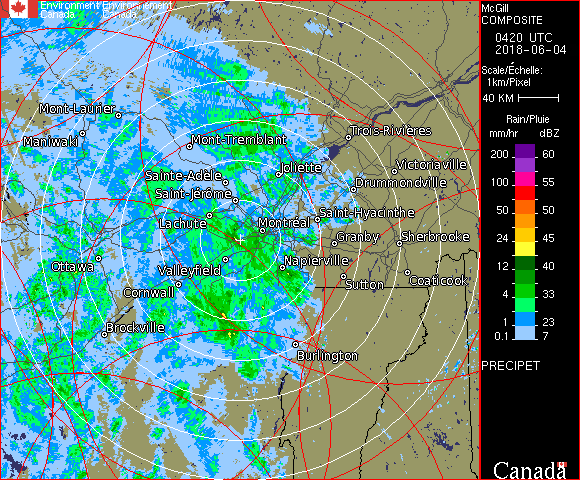 Environment Environnement
Canada Canada
McGill
COMPOSITE
0420 UTC
2018-06-04
Scale/Échelle:
1km/Pixel
40 KM
Rain/Pluie
mm/hr dBZ
200 60
100 55
50 50
24 45
12 40
4 33
1 23
0.1 7
PRECIPET
Canada
Mont-Laurier
Maniwaki
Mont-Tremblant
Trois-Rivières
Sainte-Adèle
Joliette
Victoriaville
Saint-Jérôme
Drummondville
Lachute
Montréal
Saint-Hyacinthe
Granby
Sherbrooke
Ottawa
Valleyfield
Napierville
Cornwall
Sutton
Coaticook
Brockville
Burlington